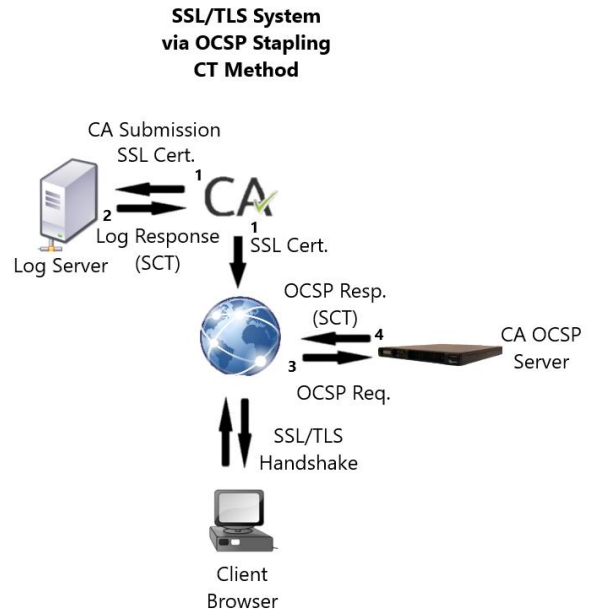 SSL/TLS System
via OCSP Stapling
CT Method
CA Submission
SSL Cert.
1
CA
2
Log Response
(SCT)
Log Server
1
SSL Cert.
OCSP Resp.
(SCT)
4
CA OCSP
Server
3
OCSP Req.
SSL/TLS
Handshake
Client
Browser